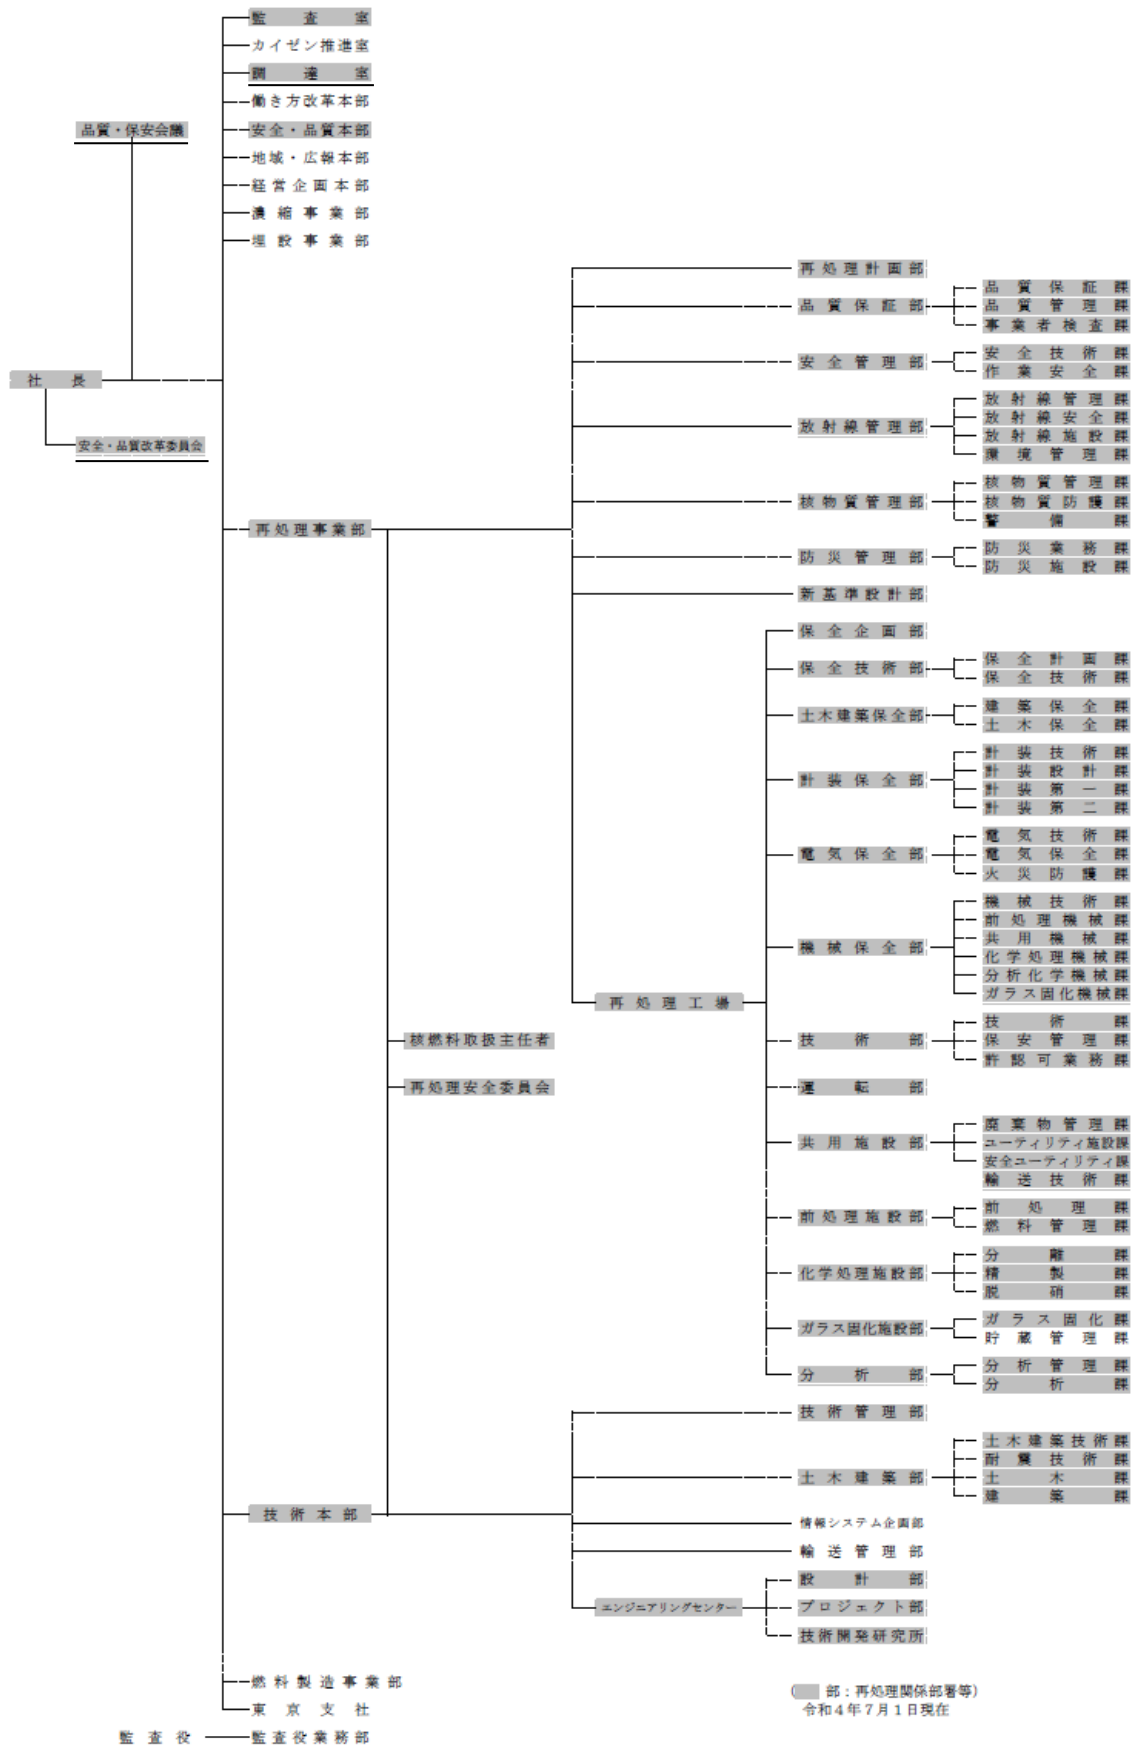 監査室
カイゼン推進室
調達室
働き方改革本部
品質・保安会議
安全・品質本部
地域・広報本部
経営企画本部
濃縮事業部
埋設事業部
社長
安全・品質改革委員会
再処理事業部
再処理計画部
品質保証部
品質保証課
品質管理課
事業者検査課
安全管理部
安全技術課
作業安全課
放射線管理部
放射線管理課
放射線安全課
放射線施設課
環境管理課
核物質管理部
核物質管理課
核物質防護課
警備課
防災管理部
防災業務課
防災施設課
新基準設計部
再処理工場
保全企画部
保全技術部
保全計画課
保全技術課
土木建築保全部
建築保全課
土木保全課
計装保全部
計装技術課
計装設計課
計装第一課
計装第二課
電気保全部
電気技術課
電気保全課
火災防護課
機械保全部
機械技術課
前処理機械課
共用機械課
化学処理機械課
分析化学機械課
ガラス固化機械課
技術部
技術課
保安管理課
許認可業務課
運転部
共用施設部
廃棄物管理課
ユーティリティ施設課
安全ユーティリティ課
輸送技術課
前処理施設部
前処理課
燃料管理課
化学処理施設部
分離課
精製課
脱硝課
ガラス固化施設部
ガラス固化課
貯蔵管理課
分析部
分析管理課
分析課
核燃料取扱主任者
再処理安全委員会
技術本部
技術管理部
土木建築部
土木建築技術課
耐震技術課
土木課
建築課
情報システム企画部
輸送管理部
エンジニアリングセンター
設計部
プロジェクト部
技術開発研究所
燃料製造事業部
東京支社
監査役
監査役業務部
(　部：再処理関係部署等)
令和4年7月1日現在